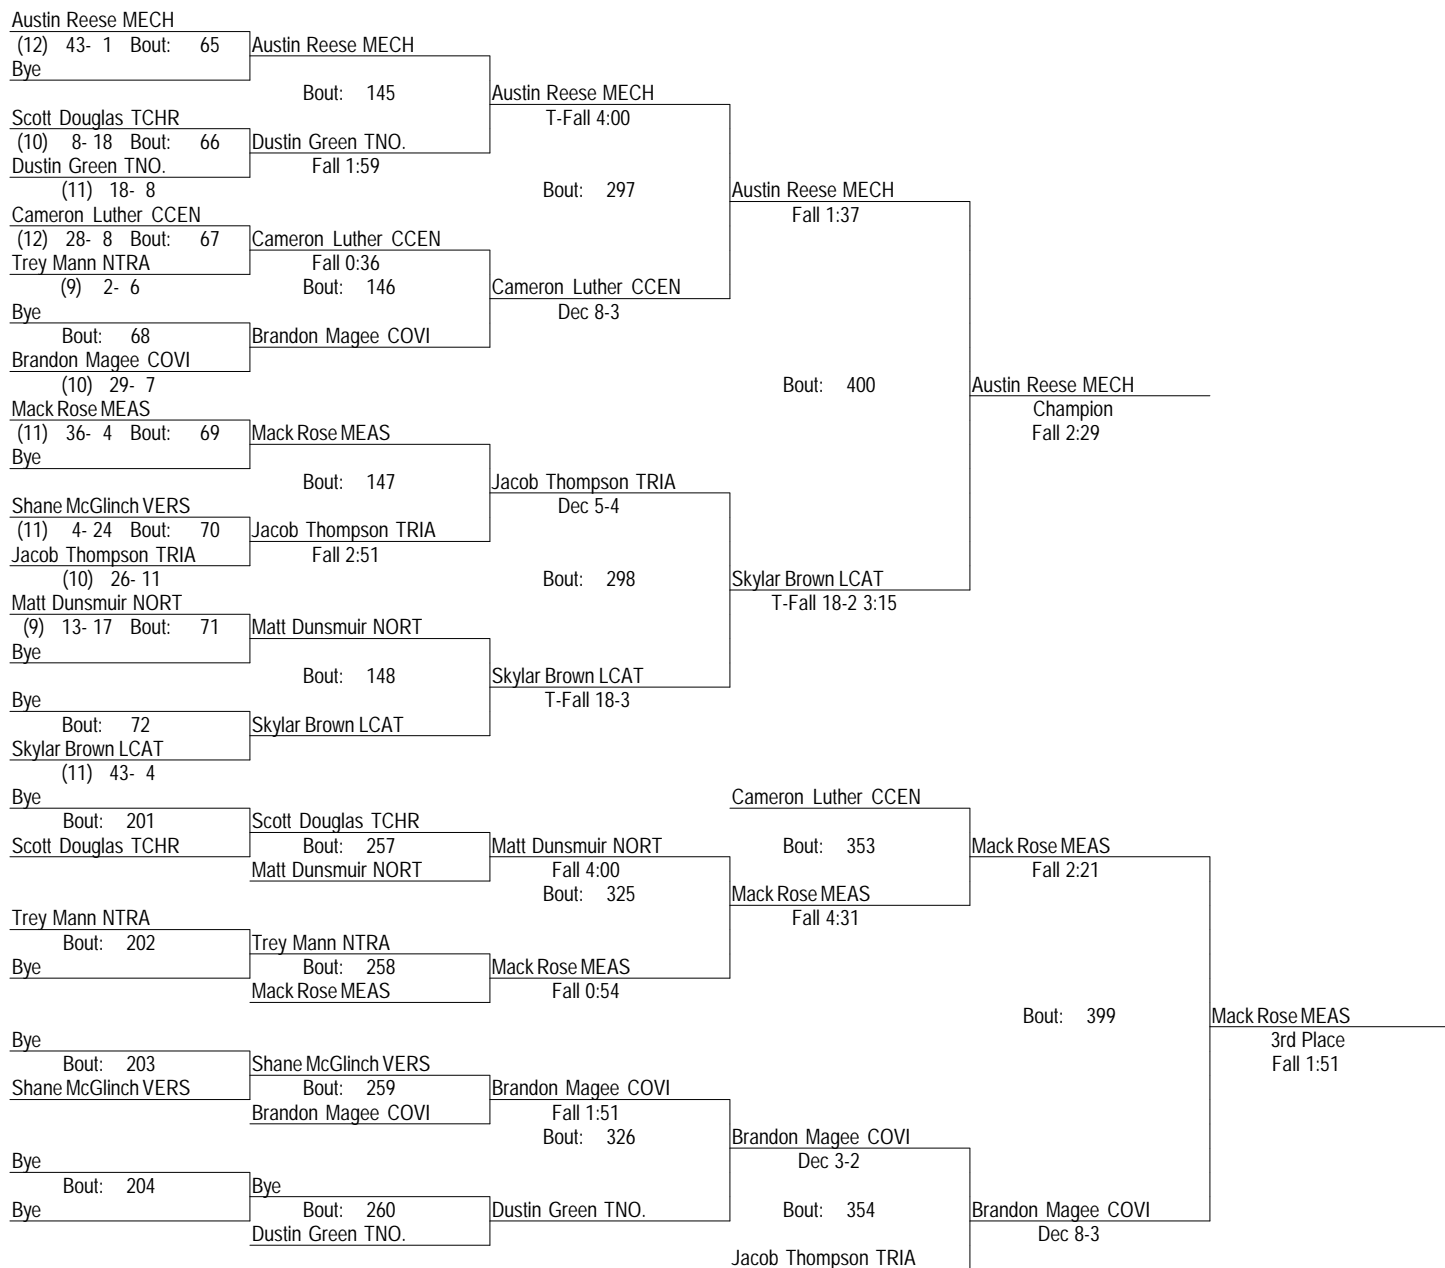 Austin Reese MECH
(12) 43- 1 Bout: 65 Austin Reese MECH
Bye
Bout: 145 Austin Reese MECH
Scott Douglas TCHR T-Fall 4:00
(10) 8- 18 Bout: 66 Dustin Green TNO.
Dustin Green TNO. Fall 1:59
(11) 18- 8 Bout: 297 Austin Reese MECH
Cameron Luther CCEN Fall 1:37
(12) 28- 8 Bout: 67 Cameron Luther CCEN
Trey Mann NTRA Fall 0:36
(9) 2- 6 Bout: 146 Cameron Luther CCEN
Bye Dec 8-3
Bout: 68 Brandon Magee COVI
Brandon Magee COVI
(10) 29- 7 Bout: 400 Austin Reese MECH
Mack Rose MEAS Champion
(11) 36- 4 Bout: 69 Mack Rose MEAS Fall 2:29
Bye
Bout: 147 Jacob Thompson TRIA
Shane McGlinch VERS Dec 5-4
(11) 4- 24 Bout: 70 Jacob Thompson TRIA
Jacob Thompson TRIA Fall 2:51
(10) 26- 11 Bout: 298 Skylar Brown LCAT
Matt Dunsmuir NORT T-Fall 18-2 3:15
(9) 13- 17 Bout: 71 Matt Dunsmuir NORT
Bye
Bout: 148 Skylar Brown LCAT
Bye T-Fall 18-3
Bout: 72 Skylar Brown LCAT
Skylar Brown LCAT
(11) 43- 4
Bye Cameron Luther CCEN
Bout: 201 Scott Douglas TCHR
Scott Douglas TCHR Bout: 257 Matt Dunsmuir NORT Bout: 353 Mack Rose MEAS
Matt Dunsmuir NORT Fall 4:00 Fall 2:21
Bout: 325 Mack Rose MEAS
Trey Mann NTRA Fall 4:31
Bout: 202 Trey Mann NTRA
Bye Bout: 258 Mack Rose MEAS
Mack Rose MEAS Fall 0:54
Bout: 399 Mack Rose MEAS
Bye 3rd Place
Bout: 203 Shane McGlinch VERS Fall 1:51
Shane McGlinch VERS Bout: 259 Brandon Magee COVI
Brandon Magee COVI Fall 1:51
Bout: 326 Brandon Magee COVI
Bye Dec 3-2
Bout: 204 Bye
Bye Bout: 260 Dustin Green TNO. Bout: 354 Brandon Magee COVI
Dustin Green TNO. Dec 8-3
Jacob Thompson TRIA